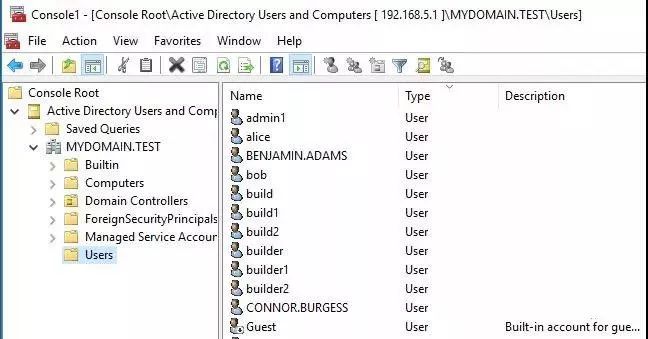 Console1 - [Console Root\Active Directory Users and Computers [ 192.168.5.1 ]\MYDOMAIN.TEST\Users]
File Action View Favorites Window Help
Console Root
Active Directory Users and Comp
Saved Queries
MYDOMAIN.TEST
Builtin
Computers
Domain Controllers
ForeignSecurityPrincipals
Managed Service Accoun
Users
Name Type Description
admin1 User
alice User
BENJAMIN.ADAMS User
bob User
build User
build1 User
build2 User
builder User
builder1 User
builder2 User
CONNOR.BURGESS User
Guest User Built-in account for gue...